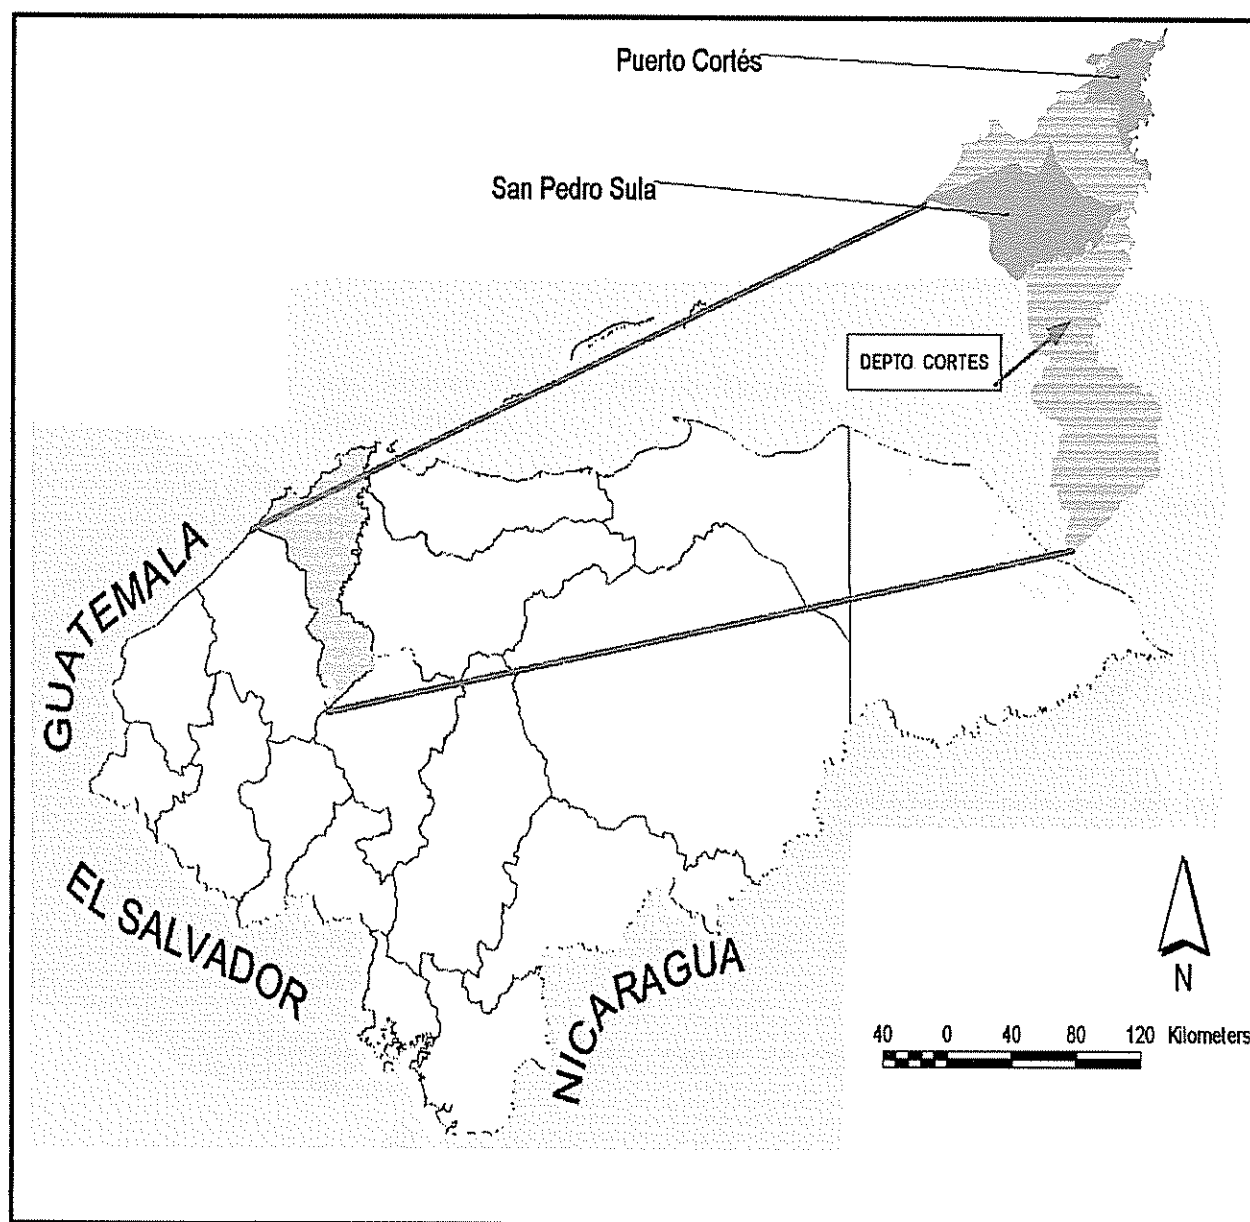 Puerto Cortés
San Pedro Sula
DEPTO. CORTES
GUATEMALA
EL SALVADOR
NICARAGUA
N
40 0 40 80 120 Kilometers